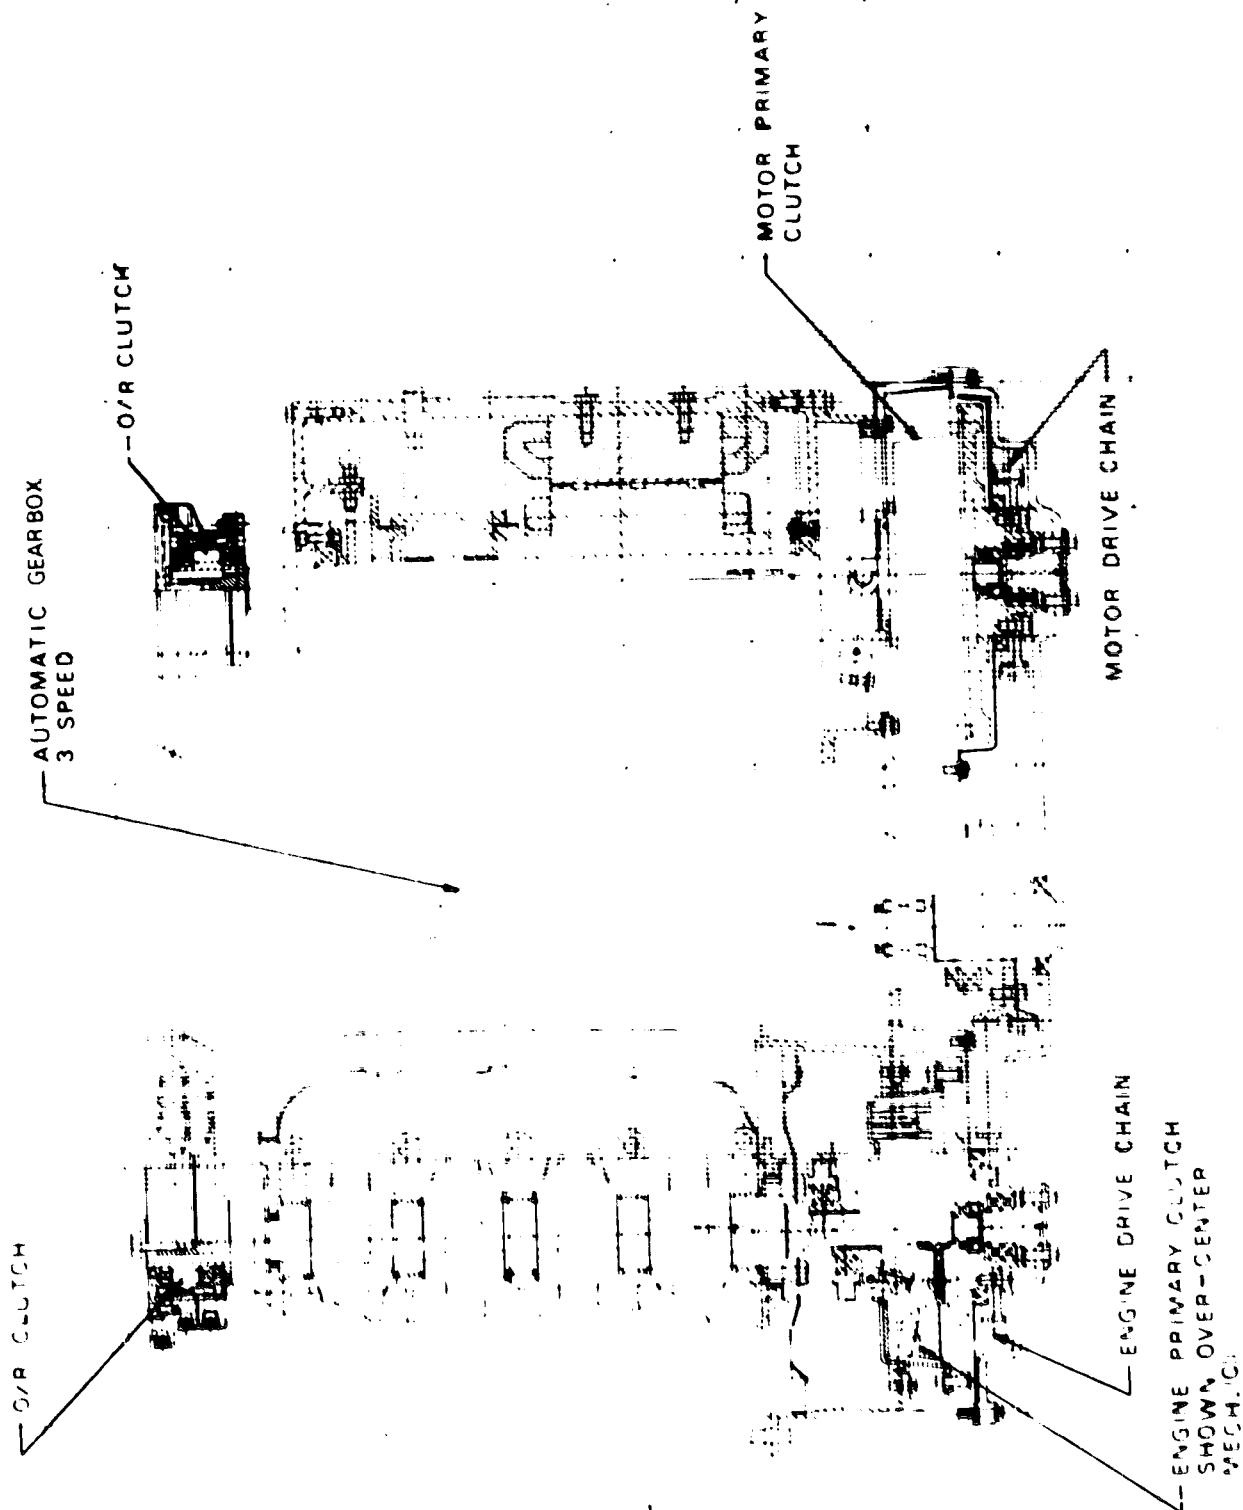 O/R CLUTCH
AUTOMATIC GEARBOX
3 SPEED
O/R CLUTCH
MOTOR PRIMARY
CLUTCH
MOTOR DRIVE CHAIN
ENGINE DRIVE CHAIN
ENGINE PRIMARY CLUTCH
SHOWN OVER-CENTER